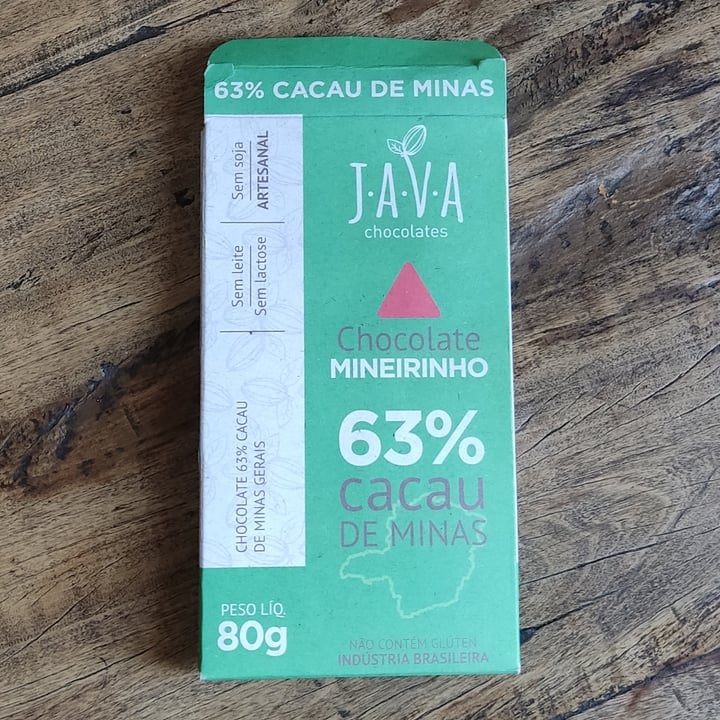 63% CACAU DE MINAS
Sem soja
ARTESANAL
Sem leite
Sem lactose
CHOCOLATE 63% CACAU
DE MINAS GERAIS
PESO LÍQ.
80g
J.A.V.A
chocolates
Chocolate
MINEIRINHO
63%
cacau
DE MINAS
NÃO CONTÉM GLÚTEN
INDÚSTRIA BRASILEIRA